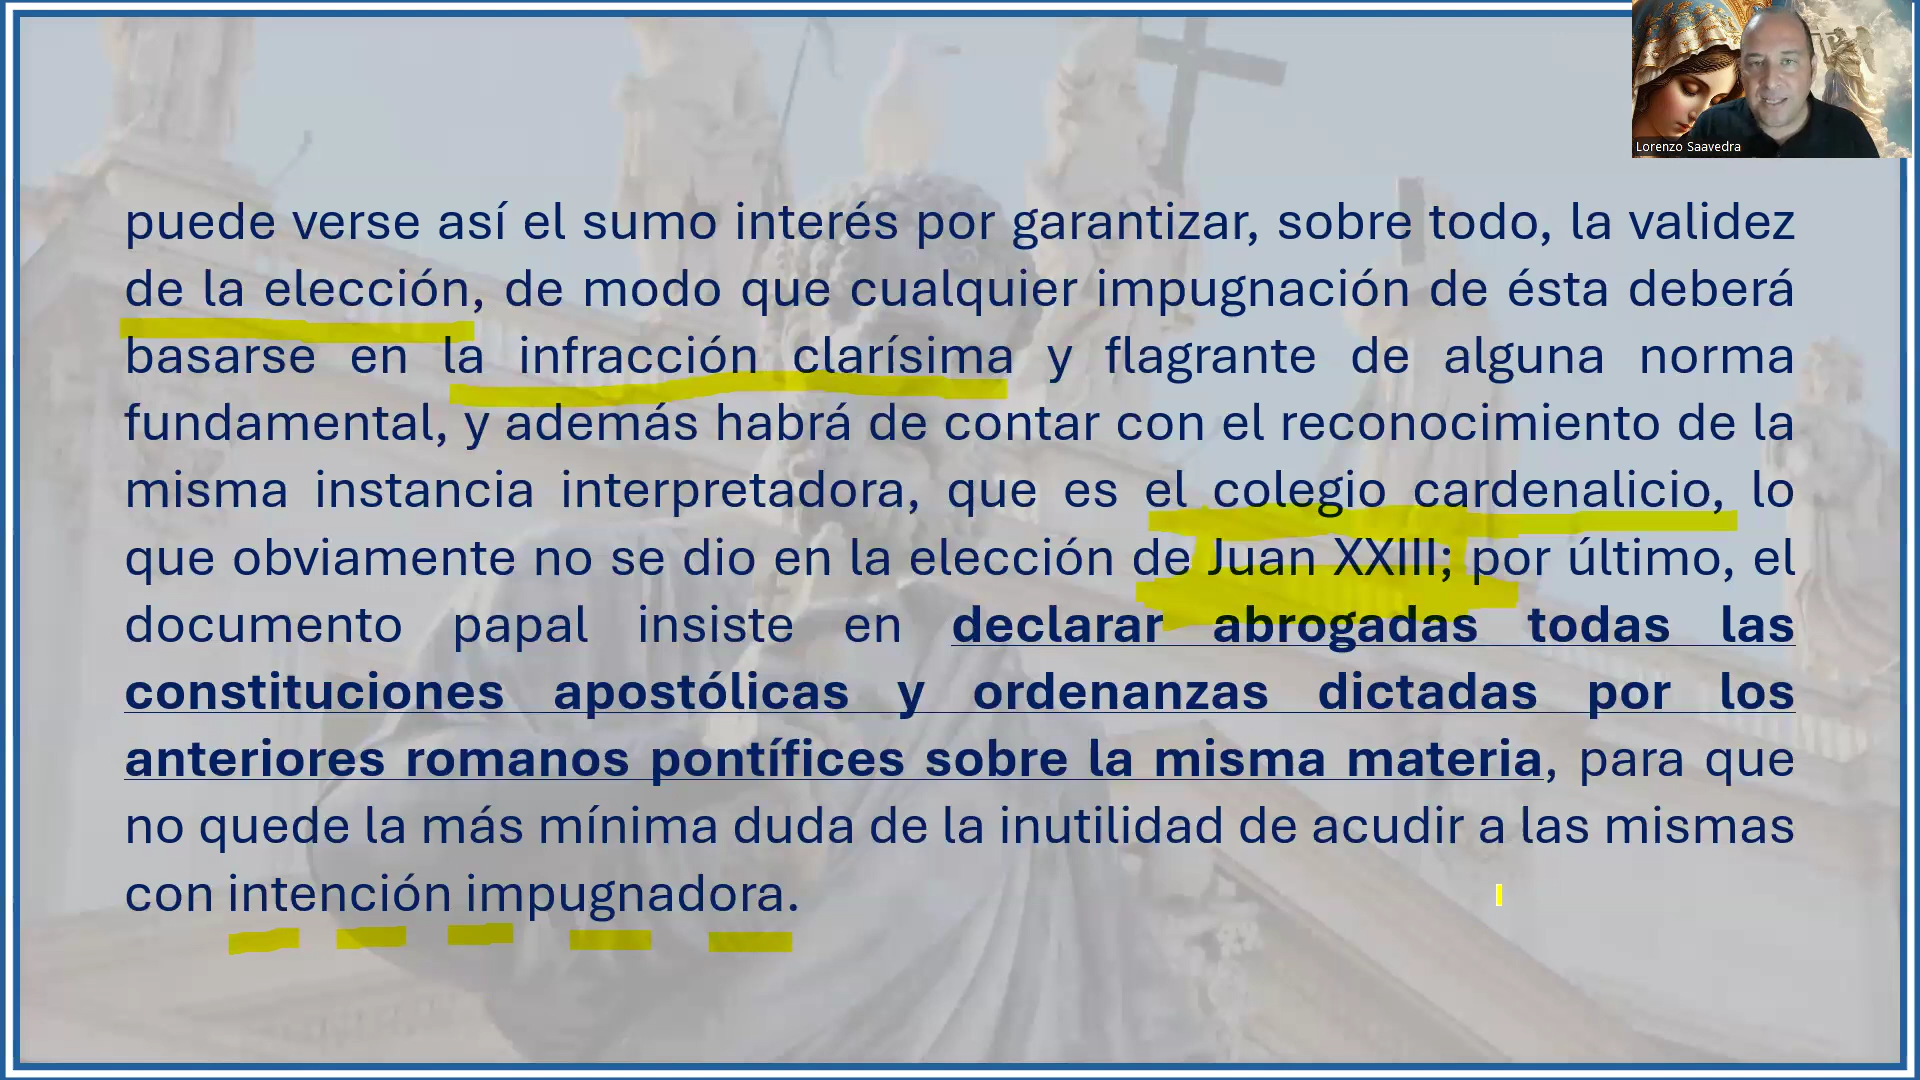 Lorenzo Saavedra
puede verse así el sumo interés por garantizar, sobre todo, la validez
de la elección, de modo que cualquier impugnación de ésta deberá
basarse en la infracción clarísima y flagrante de alguna norma
fundamental, y además habrá de contar con el reconocimiento de la
misma instancia interpretadora, que es el colegio cardenalicio, lo
que obviamente no se dio en la elección de Juan XXIII; por último, el
documento papal insiste en declarar abrogadas todas las
constituciones apostólicas y ordenanzas dictadas por los
anteriores romanos pontífices sobre la misma materia, para que
no quede la más mínima duda de la inutilidad de acudir a las mismas
con intención impugnadora.